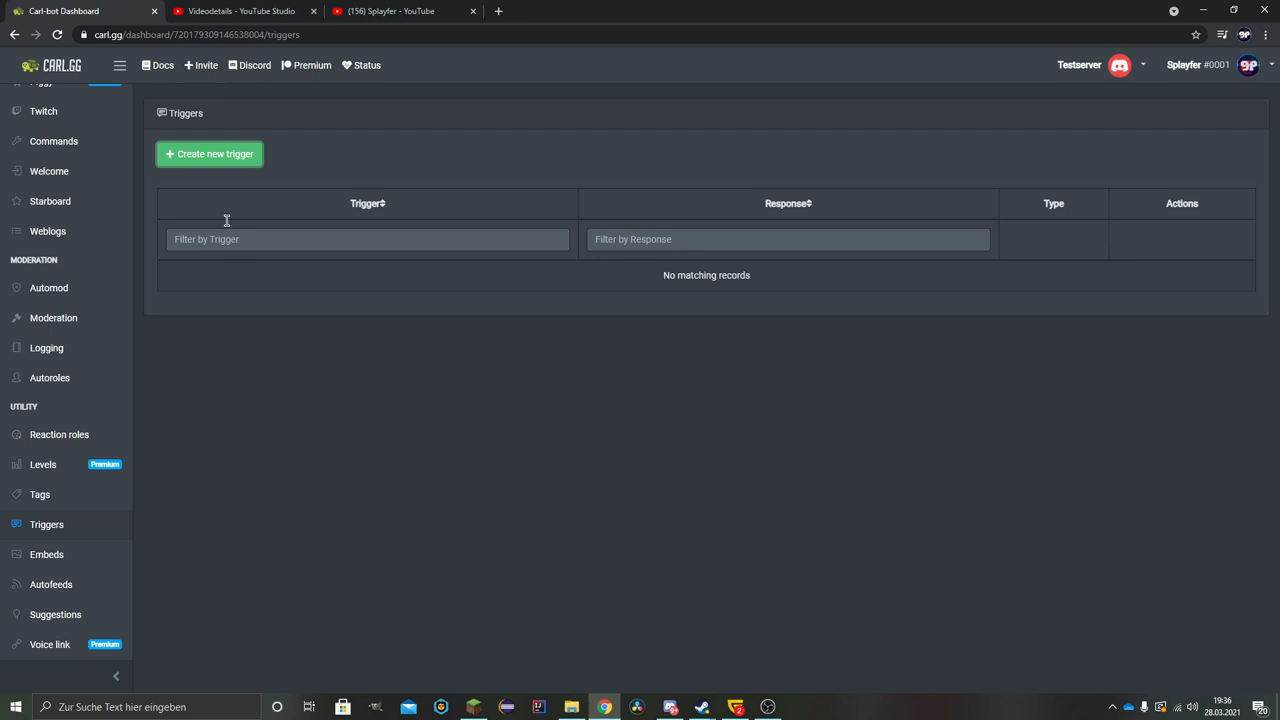 Carl-bot Dashboard
Videodetails - YouTube Studio
(156) Splayfer - YouTube
carl.gg/dashboard/720179309146538004/triggers
CARL.GG
Docs
Invite
Discord
Premium
Status
Testserver
Splayfer #0001
Premium
Twitch
Commands
Welcome
Starboard
Weblogs
MODERATION
Automod
Moderation
Logging
Autoroles
UTILITY
Reaction roles
Levels
Premium
Tags
Triggers
Embeds
Autofeeds
Suggestions
Voice link
Premium
Triggers
Create new trigger
Trigger
Response
Type
Actions
Filter by Trigger
Filter by Response
No matching records
Zur Suche Text hier eingeben
2
19:36
28.03.2021
20